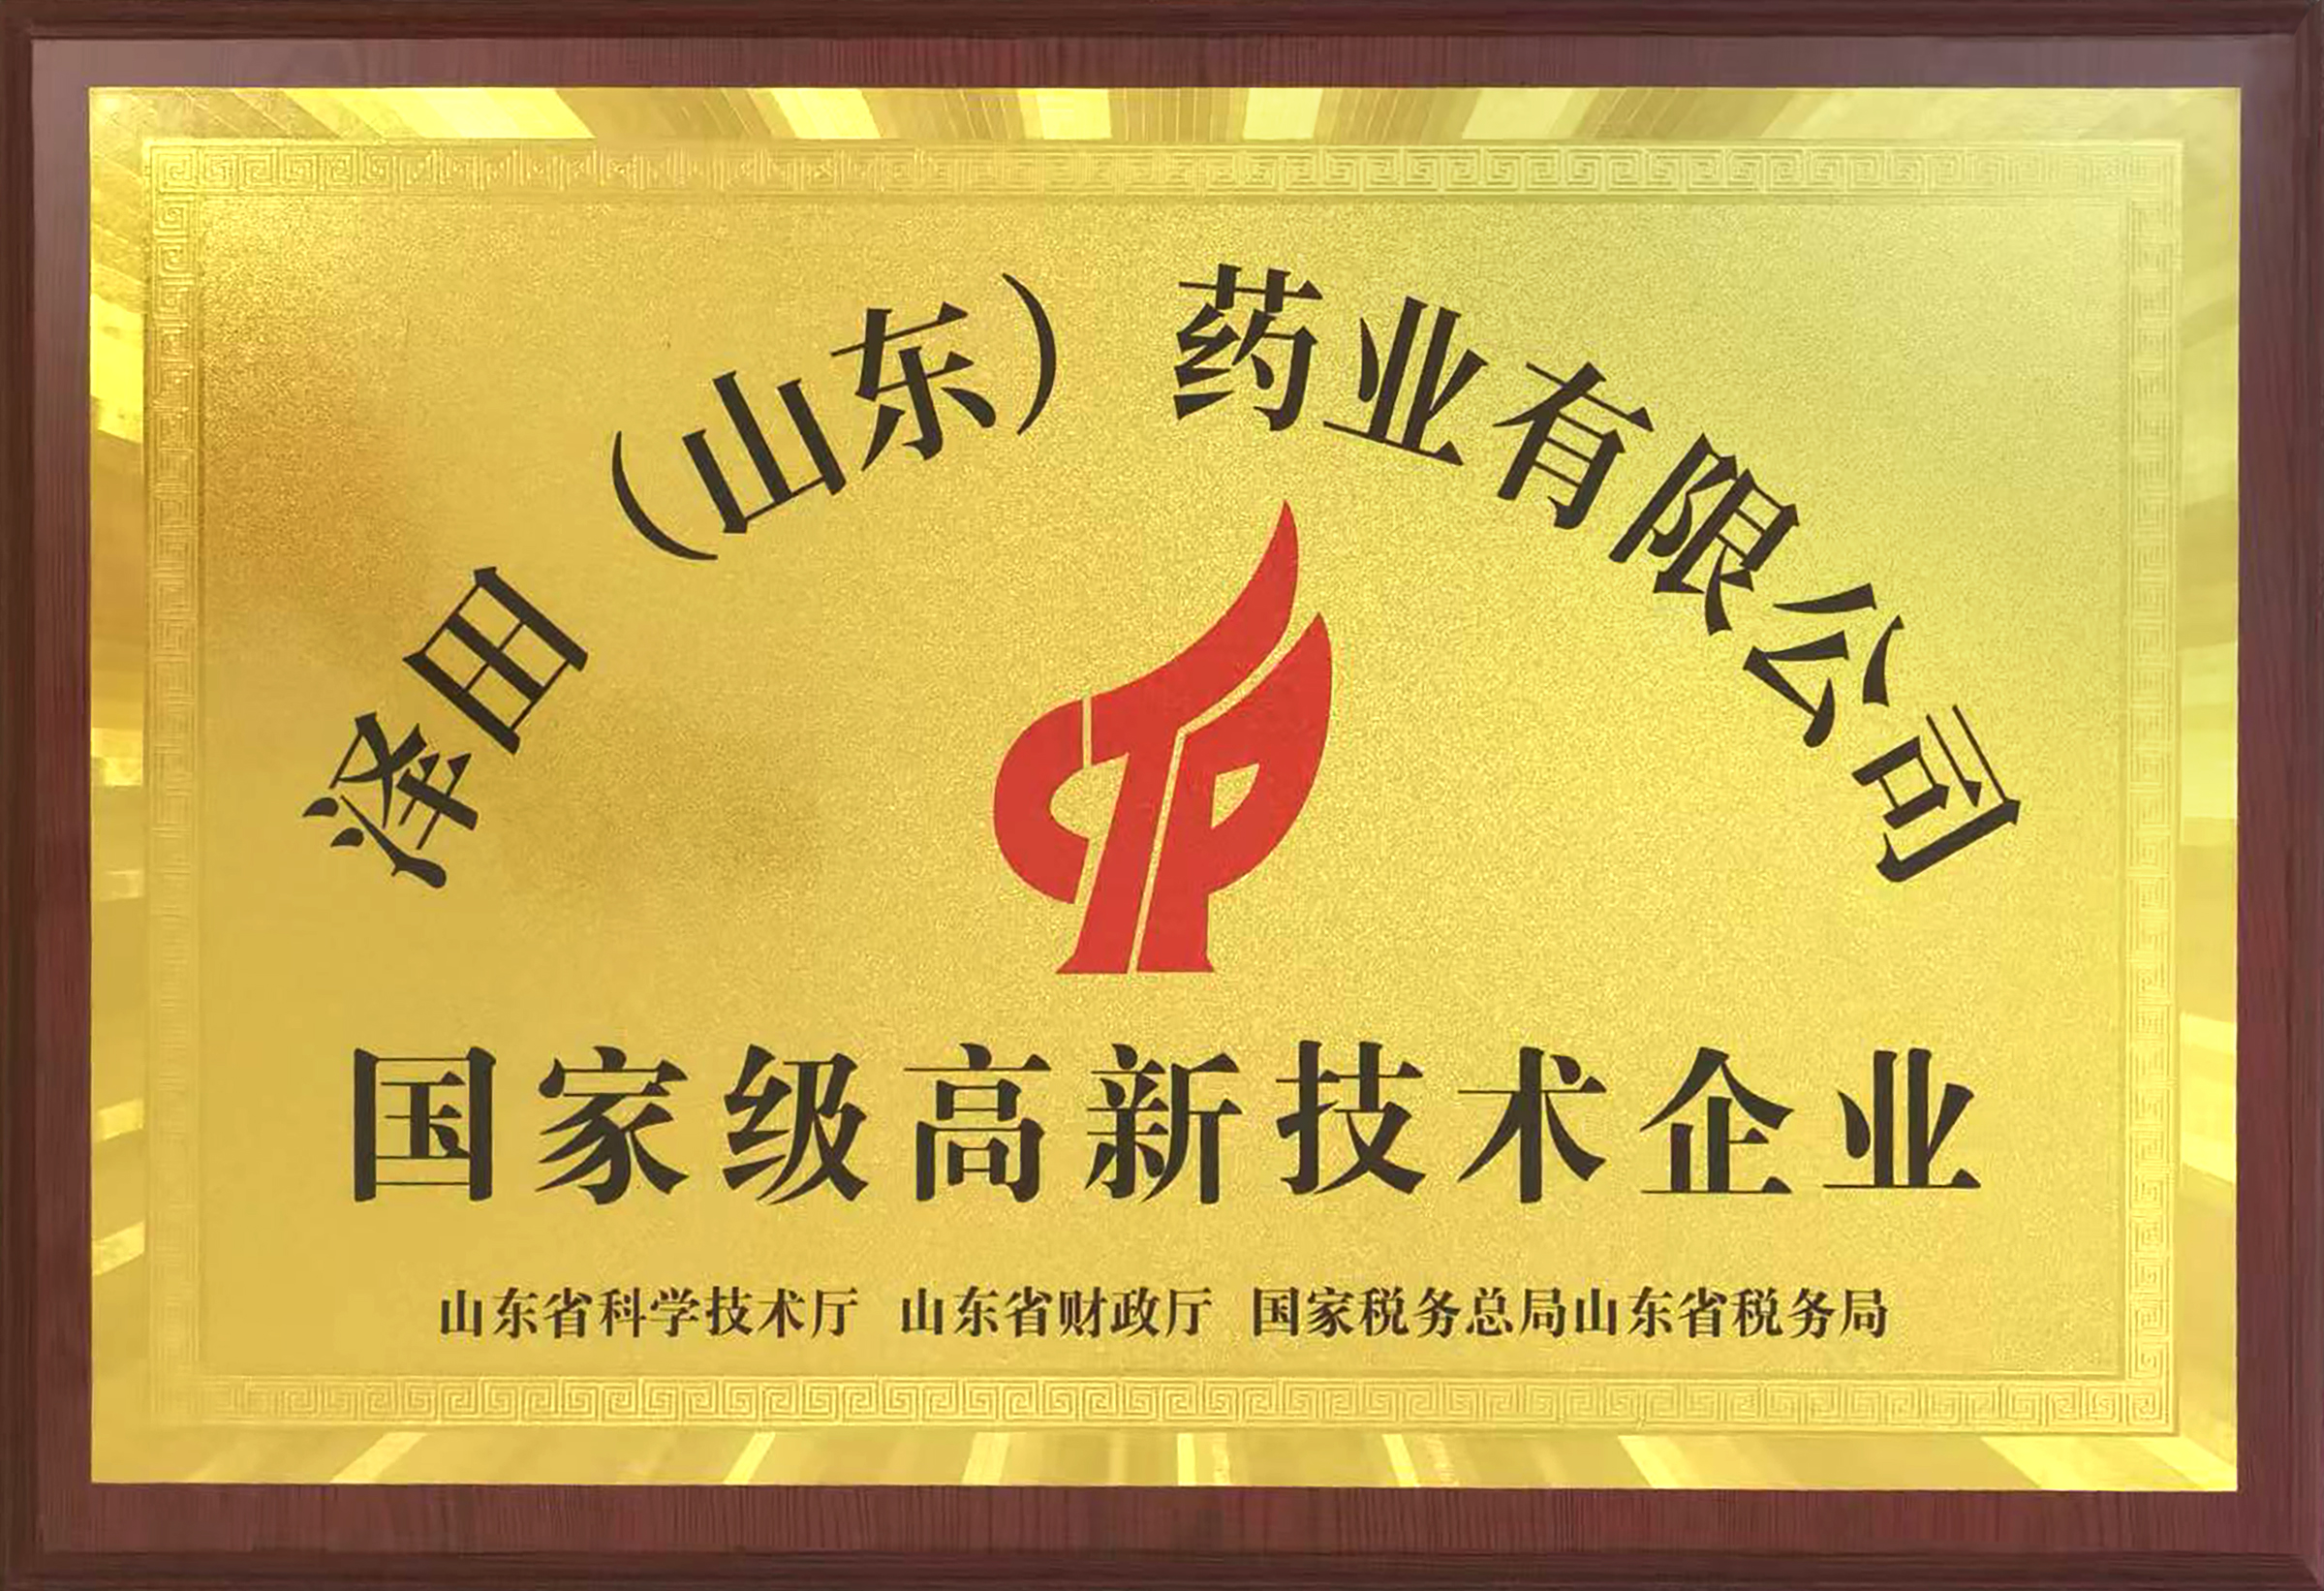 泽田（山东）药业有限公司
国家级高新技术企业
山东省科学技术厅 山东省财政厅 国家税务总局山东省税务局